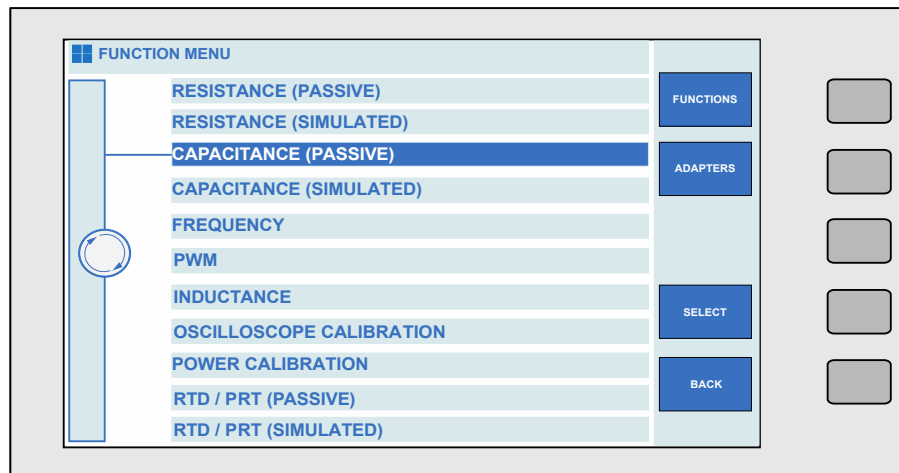 FUNCTION MENU
RESISTANCE (PASSIVE)
RESISTANCE (SIMULATED)
CAPACITANCE (PASSIVE)
CAPACITANCE (SIMULATED)
FREQUENCY
PWM
INDUCTANCE
OSCILLOSCOPE CALIBRATION
POWER CALIBRATION
RTD / PRT (PASSIVE)
RTD / PRT (SIMULATED)
FUNCTIONS
ADAPTERS
SELECT
BACK